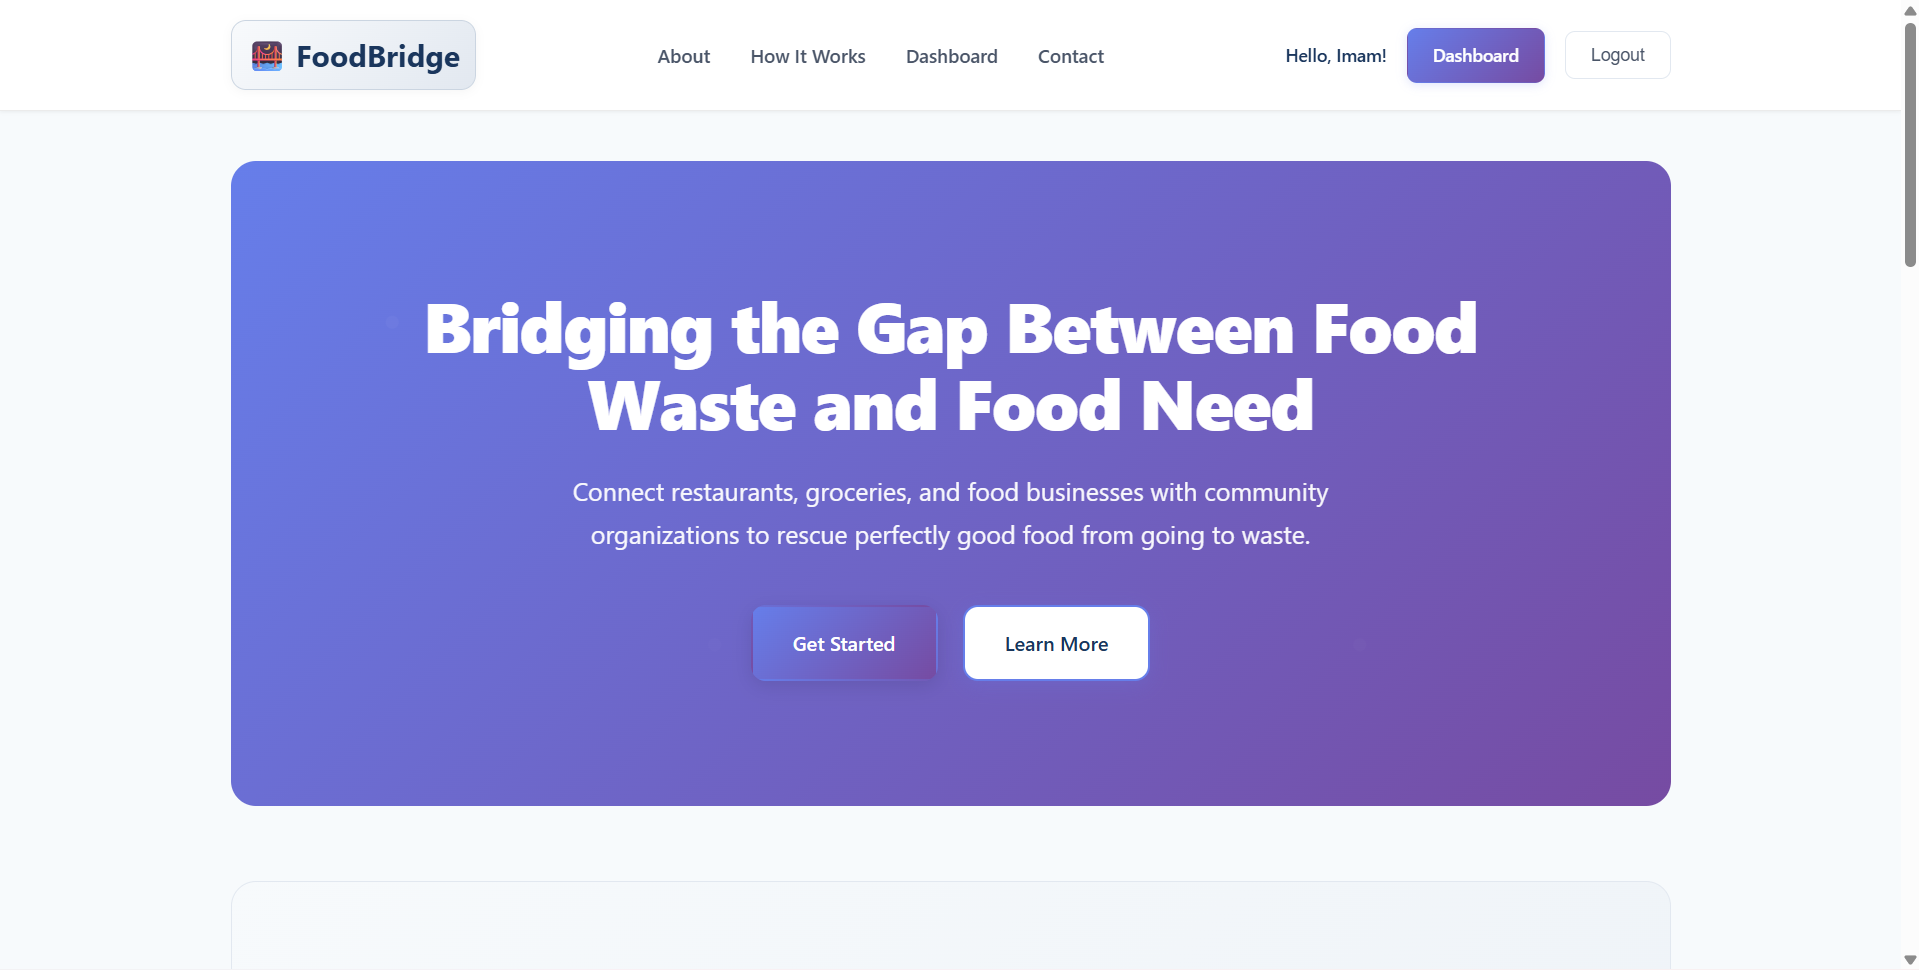 FoodBridge
About
How It Works
Dashboard
Contact
Hello, Imam!
Dashboard
Logout
Bridging the Gap Between Food
Waste and Food Need
Connect restaurants, groceries, and food businesses with community
organizations to rescue perfectly good food from going to waste.
Get Started
Learn More